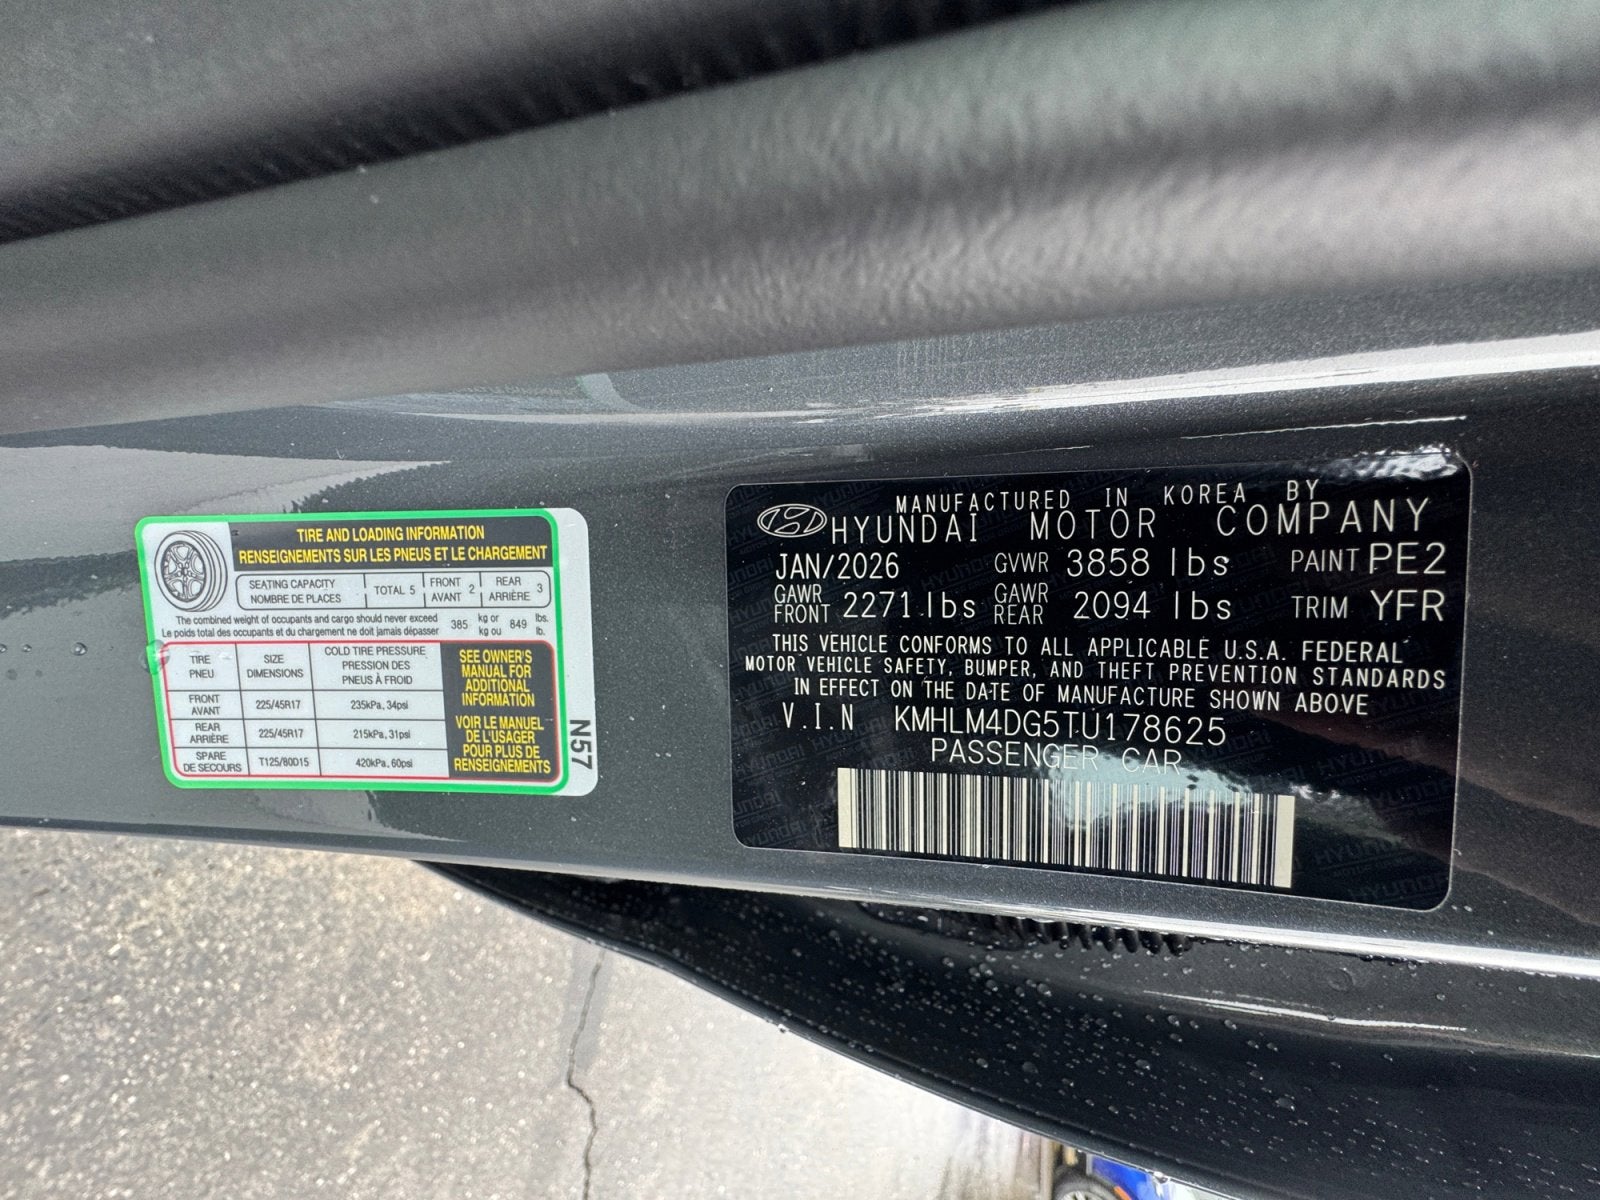 TIRE AND LOADING INFORMATION
RENSEIGNEMENTS SUR LES PNEUS ET LE CHARGEMENT
SEATING CAPACITY
NOMBRE DE PLACES
TOTAL 5
FRONT
AVANT 2
REAR
ARRIÈRE 3
The combined weight of occupants and cargo should never exceed
Le poids total des occupants et du chargement ne doit jamais dépasser
385
kg or
kg ou
849
lbs.
lb.
TIRE
PNEU
SIZE
DIMENSIONS
COLD TIRE PRESSURE
PRESSION DES
PNEUS À FROID
FRONT
AVANT
225/45R17
235kPa, 34psi
REAR
ARRIÈRE
225/45R17
215kPa, 31psi
SPARE
DE SECOURS
T125/80D15
420kPa, 60psi
SEE OWNER'S
MANUAL FOR
ADDITIONAL
INFORMATION
VOIR LE MANUEL
DE L'USAGER
POUR PLUS DE
RENSEIGNEMENTS
N57
MANUFACTURED IN KOREA BY
HYUNDAI MOTOR COMPANY
JAN/2026 GVWR 3858 lbs PAINT PE2
GAWR
FRONT 2271 lbs
GAWR
REAR 2094 lbs
TRIM YFR
THIS VEHICLE CONFORMS TO ALL APPLICABLE U.S.A. FEDERAL
MOTOR VEHICLE SAFETY, BUMPER, AND THEFT PREVENTION STANDARDS
IN EFFECT ON THE DATE OF MANUFACTURE SHOWN ABOVE
V.I.N KMHLM4DG5TU178625
PASSENGER CAR